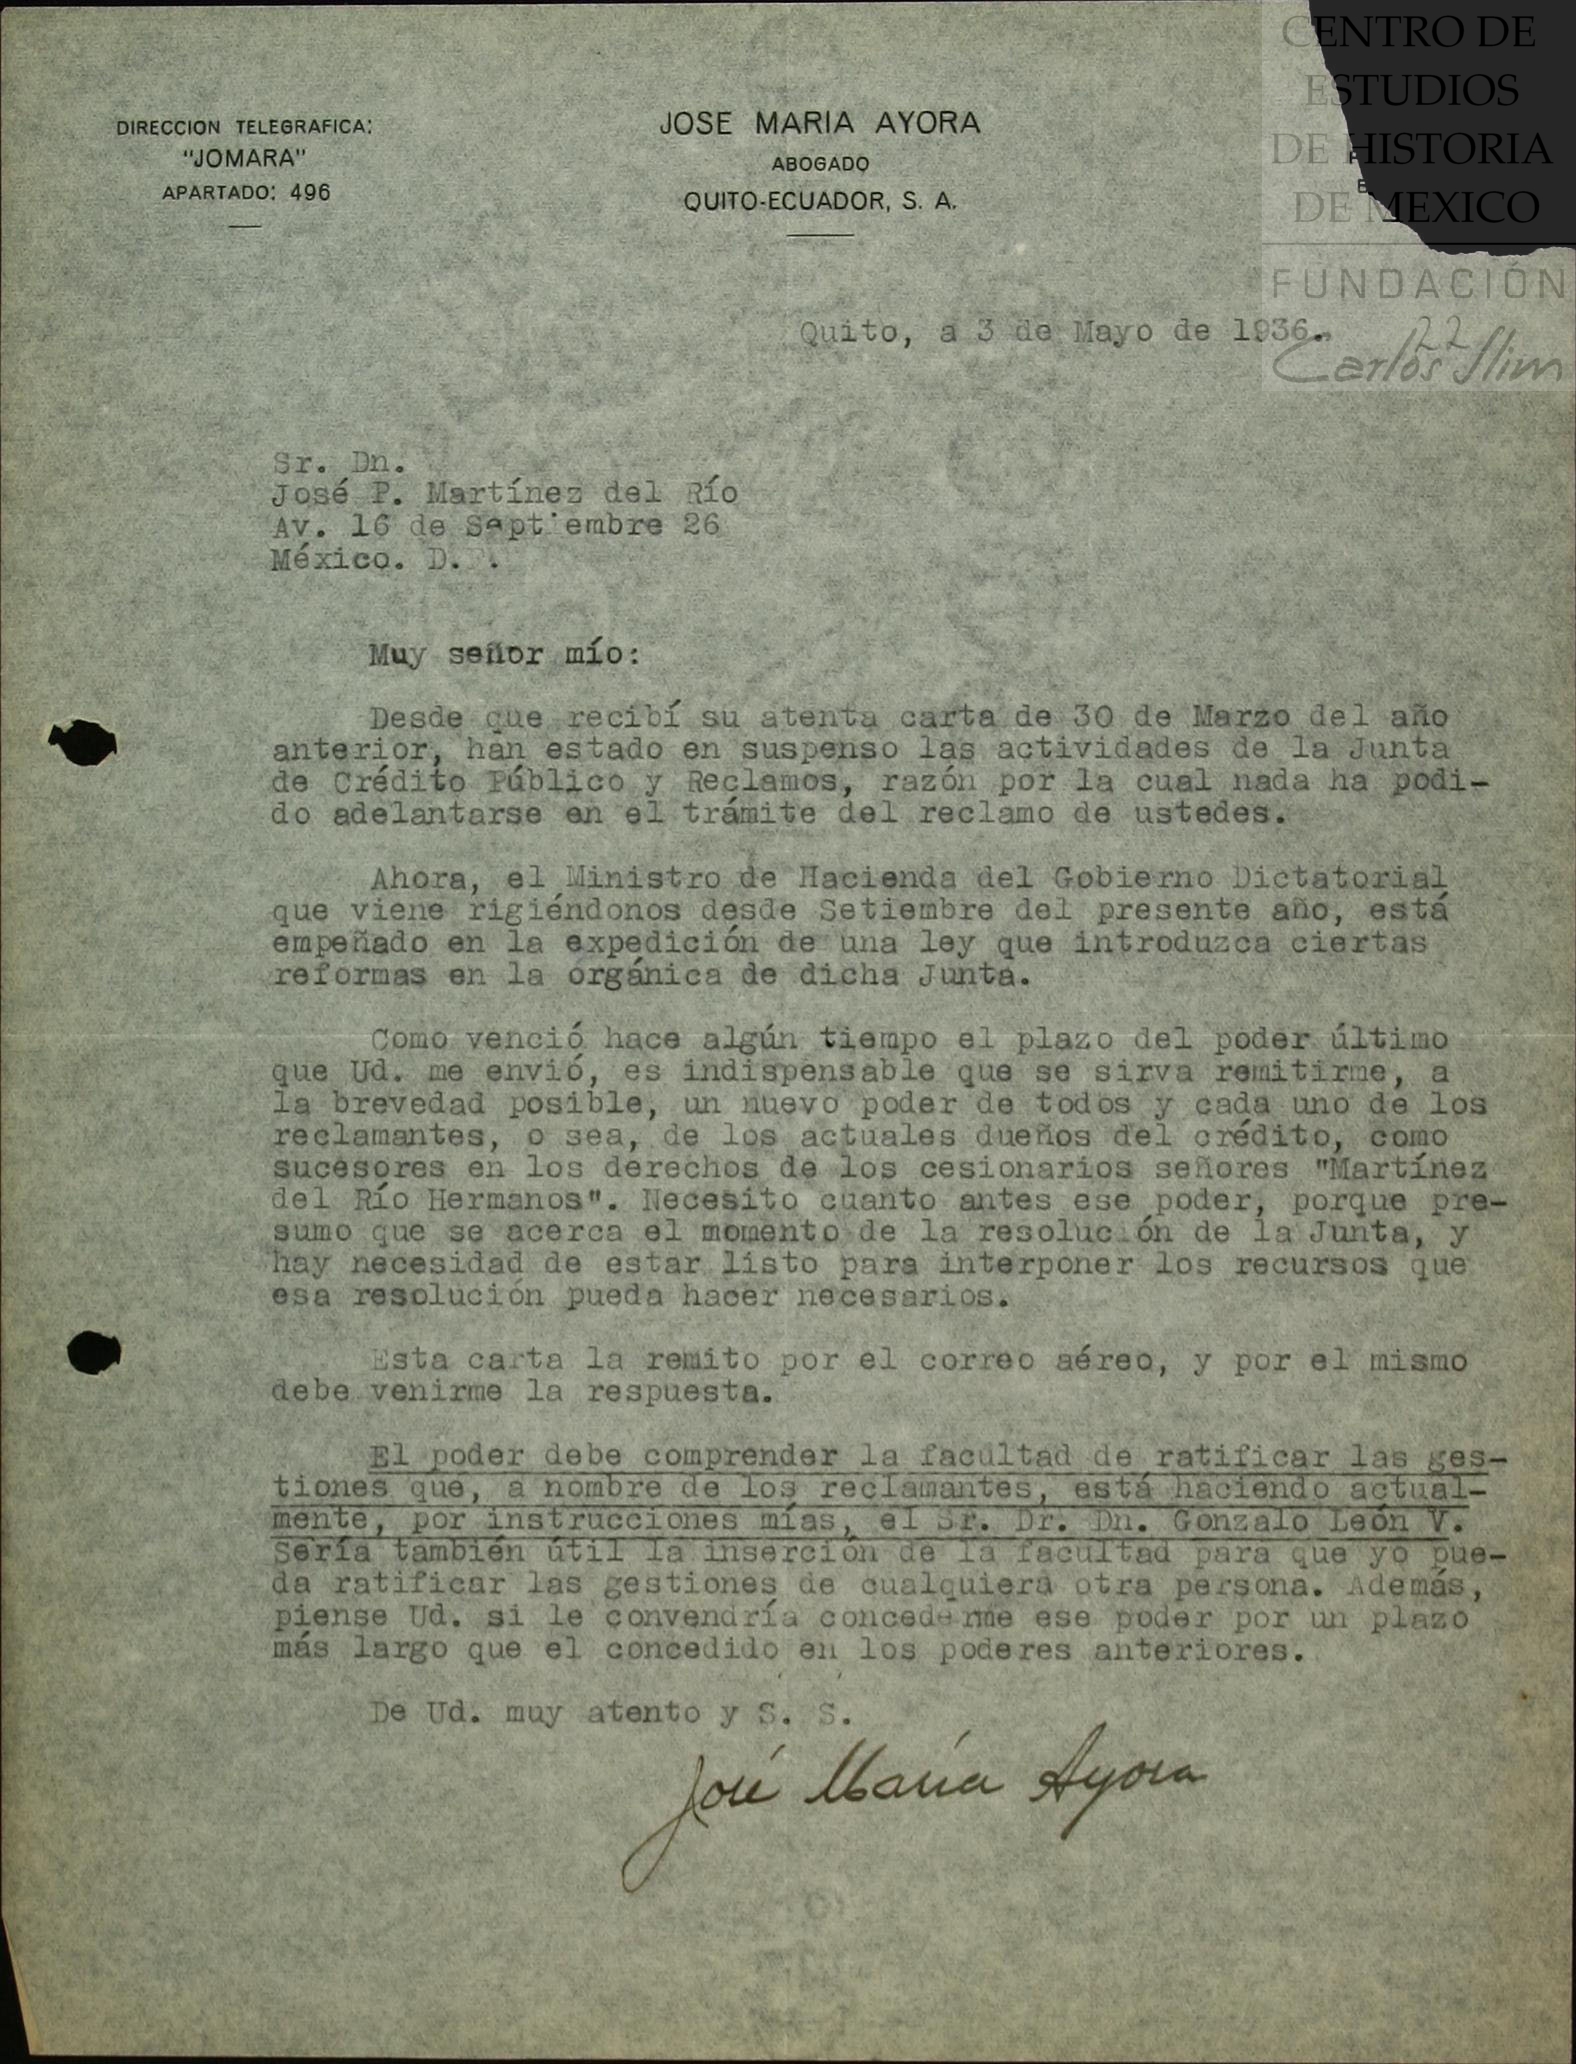 DIRECCION TELEGRAFICA:
"JOMARA"
APARTADO: 496
JOSE MARIA AYORA
ABOGADO
QUITO-ECUADOR, S. A.
CENTRO DE
ESTUDIOS
DE HISTORIA
DE MEXICO
FUNDACIÓN
Carlos Slim
22
Quito, a 3 de Mayo de 1936.
Sr. Dn.
José P. Martínez del Río
Av. 16 de Septiembre 26
México. D. F.
Muy señor mío:
Desde que recibí su atenta carta de 30 de Marzo del año
anterior, han estado en suspenso las actividades de la Junta
de Crédito Público y Reclamos, razón por la cual nada ha podi-
do adelantarse en el trámite del reclamo de ustedes.
Ahora, el Ministro de Hacienda del Gobierno Dictatorial
que viene rigiéndonos desde Setiembre del presente año, está
empeñado en la expedición de una ley que introduzca ciertas
reformas en la orgánica de dicha Junta.
Como venció hace algún tiempo el plazo del poder último
que Ud. me envió, es indispensable que se sirva remitirme, a
la brevedad posible, un nuevo poder de todos y cada uno de los
reclamantes, o sea, de los actuales dueños del crédito, como
sucesores en los derechos de los cesionarios señores "Martínez
del Río Hermanos". Necesito cuanto antes ese poder, porque pre-
sumo que se acerca el momento de la resolución de la Junta, y
hay necesidad de estar listo para interponer los recursos que
esa resolución pueda hacer necesarios.
Esta carta la remito por el correo aéreo, y por el mismo
debe venirme la respuesta.
El poder debe comprender la facultad de ratificar las ges-
tiones que, a nombre de los reclamantes, está haciendo actual-
mente, por instrucciones mías, el Sr. Dr. Dn. Gonzalo León V.
Sería también útil la inserción de la facultad para que yo pue-
da ratificar las gestiones de cualquiera otra persona. Además,
piense Ud. si le convendría concederme ese poder por un plazo
más largo que el concedido en los poderes anteriores.
De Ud. muy atento y S. S.
José María Ayora